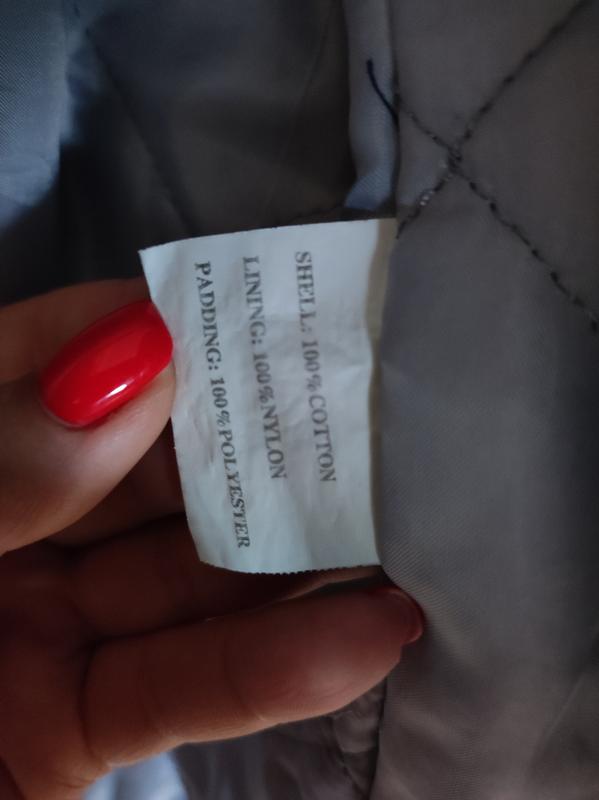 SHELL: 100%COTTON
LINING: 100%NYLON
PADDING: 100%POLYESTER